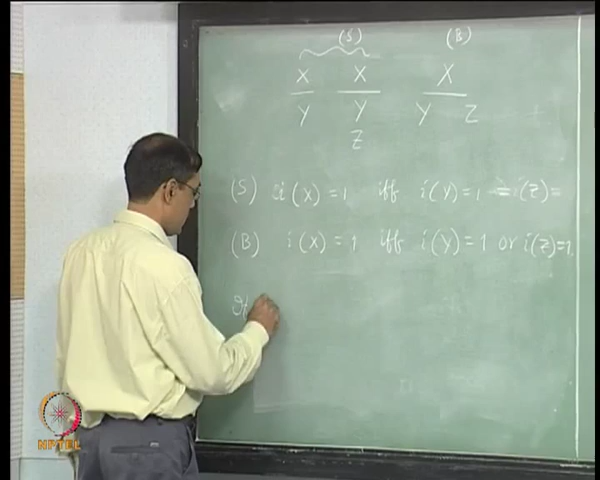 (S) (B)
X X X
Y Y Y Z
Z
(S) i(X) = 1 iff i(Y) = 1 = i(Z) =
(B) i(X) = 1 iff i(Y) = 1 or i(Z) = 1
NPTEL